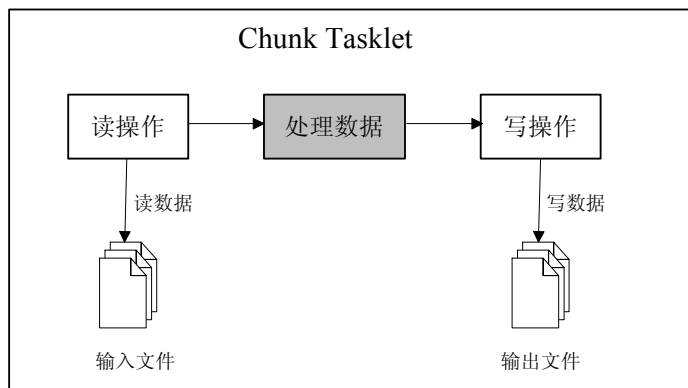 Chunk Tasklet
读操作
处理数据
写操作
读数据
写数据
输入文件
输出文件